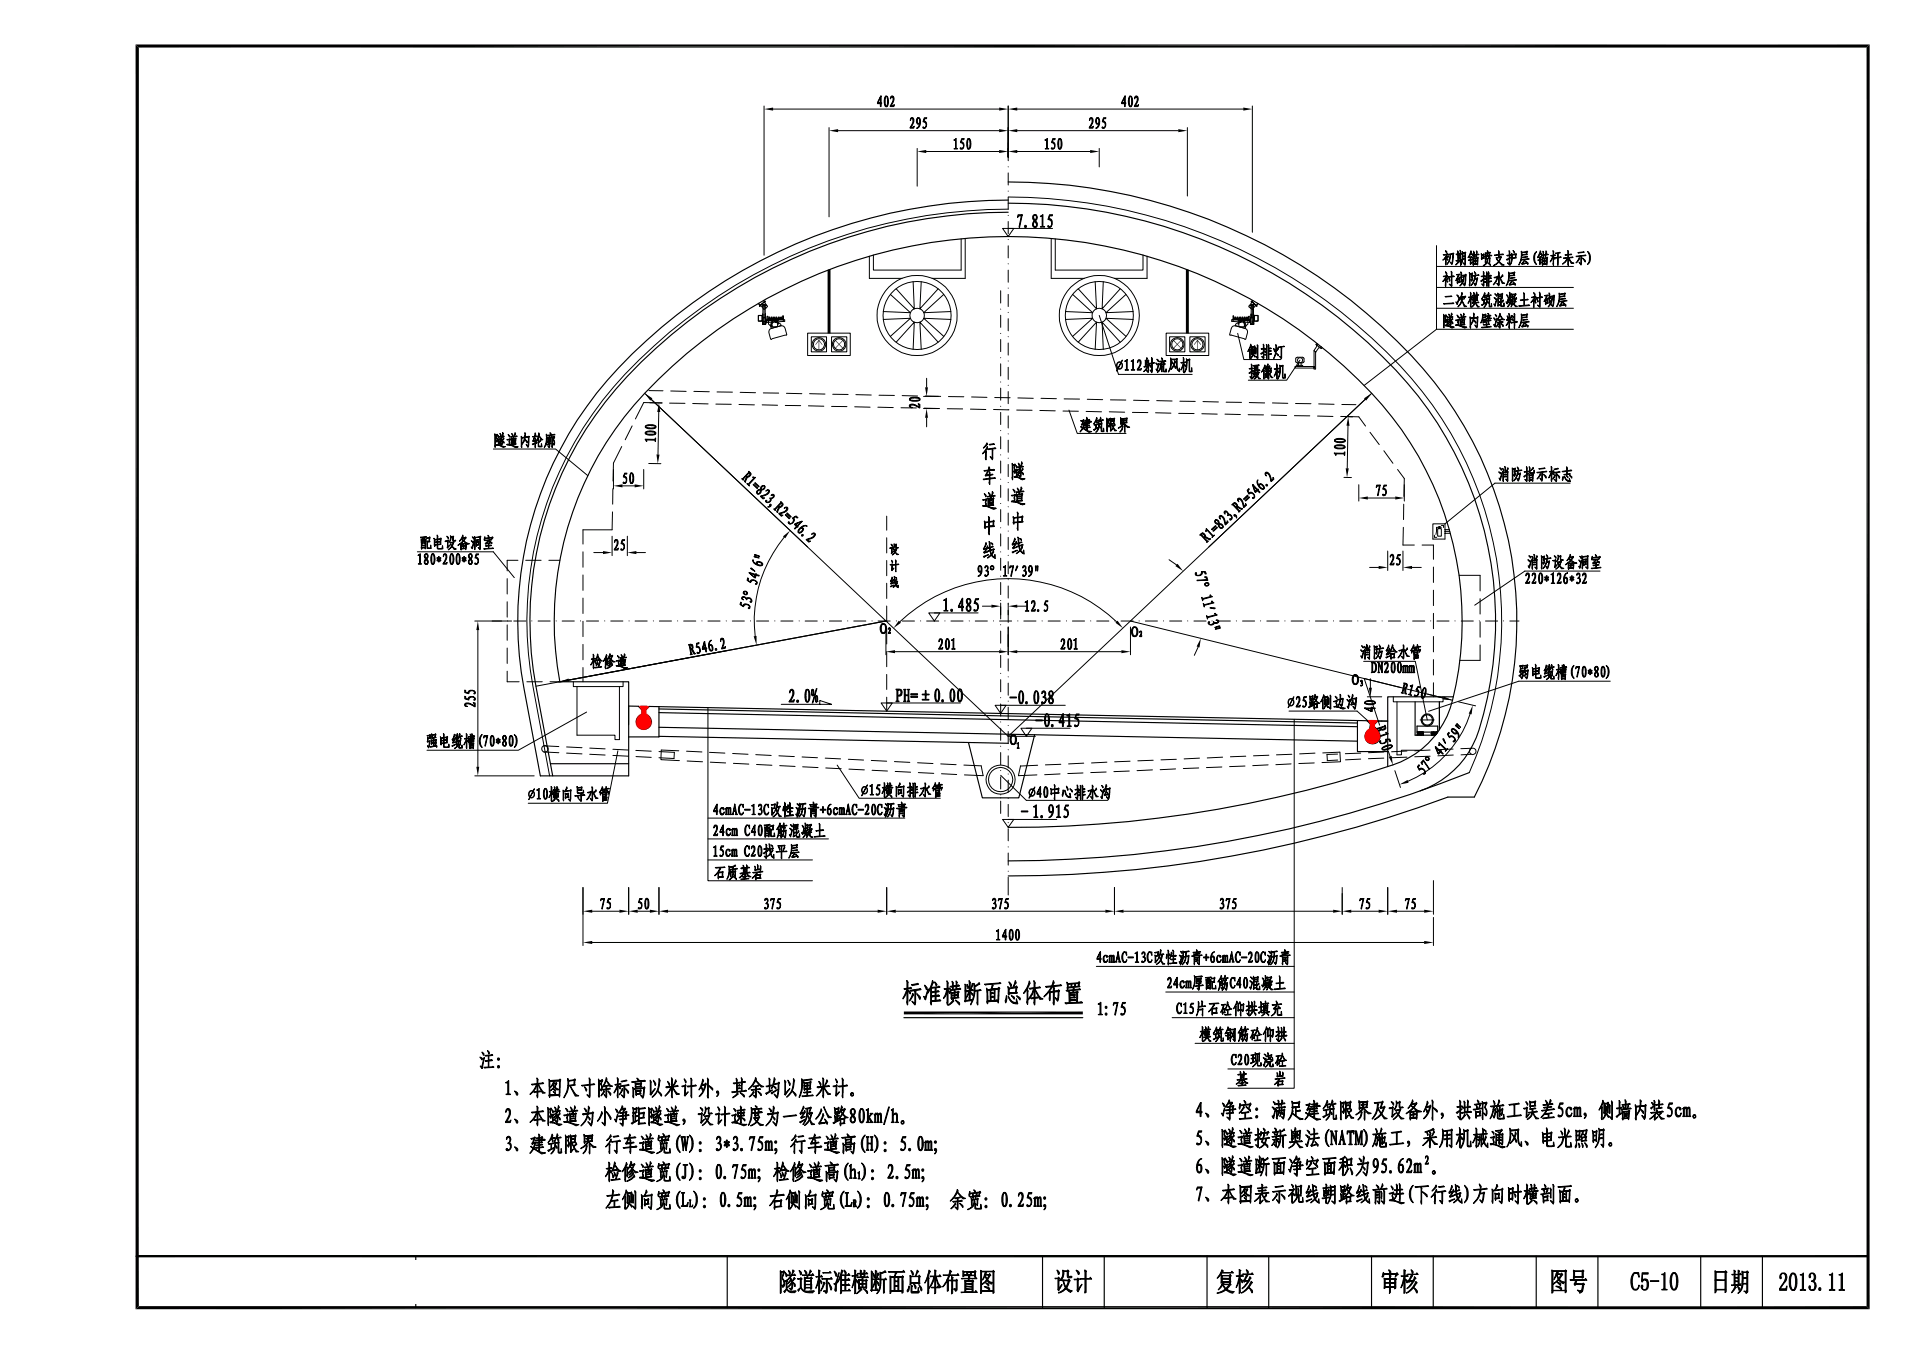 402
402
295
295
150
150
7.815
初期锚喷支护层(锚杆未示)
衬砌防排水层
二次模筑混凝土衬砌层
隧道内壁涂料层
侧排灯
摄像机
Ø112射流风机
20
建筑限界
隧道内轮廓
100
100
行车道中线
隧道中线
50
75
R1=823,R2=546.2
R1=823,R2=546.2
消防指示标志
配电设备洞室
180*200*85
25
25
设计线
53° 54'6"
93° 17'39"
57° 11'13"
消防设备洞室
220*126*32
1.485
12.5
O₂
O₂
201
201
R546.2
检修道
消防给水管
DN200mm
弱电缆槽(70*80)
O₃
R150
40
255
2.0%
PH=±0.00
-0.038
-0.415
Ø25路侧边沟
R150
57° 41'59"
O₁
强电缆槽(70*80)
Ø10横向导水管
Ø15横向排水管
Ø40中心排水沟
-1.915
4cmAC-13C改性沥青+6cmAC-20C沥青
24cm C40配筋混凝土
15cm C20找平层
石质基岩
75
50
375
375
375
75
75
1400
4cmAC-13C改性沥青+6cmAC-20C沥青
24cm厚配筋C40混凝土
C15片石砼仰拱填充
模筑钢筋砼仰拱
C20现浇砼
基 岩
标准横断面总体布置
1:75
注:
1、本图尺寸除标高以米计外，其余均以厘米计。
2、本隧道为小净距隧道，设计速度为一级公路80km/h。
3、建筑限界 行车道宽(W): 3*3.75m; 行车道高(H): 5.0m;
检修道宽(J): 0.75m; 检修道高(h₁): 2.5m;
左侧向宽(Lʟ): 0.5m; 右侧向宽(Lʀ): 0.75m; 余宽: 0.25m;
4、净空: 满足建筑限界及设备外，拱部施工误差5cm，侧墙内装5cm。
5、隧道按新奥法(NATM)施工，采用机械通风、电光照明。
6、隧道断面净空面积为95.62m²。
7、本图表示视线朝路线前进(下行线)方向时横剖面。
隧道标准横断面总体布置图
设计
复核
审核
图号
C5-10
日期
2013.11